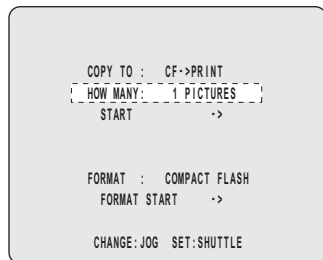 COPY TO : CF->PRINT
HOW MANY: 1 PICTURES
START ->
FORMAT : COMPACT FLASH
FORMAT START ->
CHANGE:JOG SET:SHUTTLE